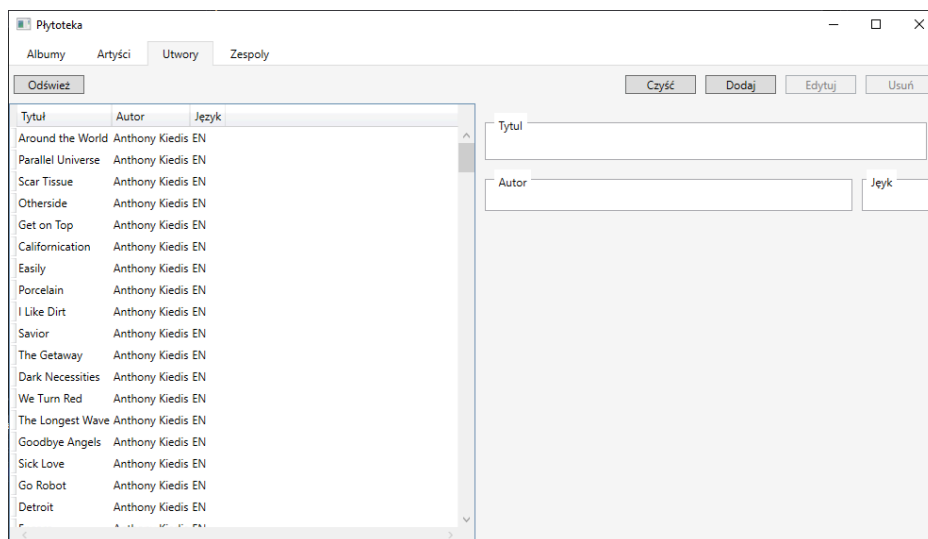 Płytoteka
Albumy Artyści Utwory Zespoly
Odśwież Czyść Dodaj Edytuj Usuń
Tytuł Autor Język
Around the World Anthony Kiedis EN
Parallel Universe Anthony Kiedis EN
Scar Tissue Anthony Kiedis EN
Otherside Anthony Kiedis EN
Get on Top Anthony Kiedis EN
Californication Anthony Kiedis EN
Easily Anthony Kiedis EN
Porcelain Anthony Kiedis EN
I Like Dirt Anthony Kiedis EN
Savior Anthony Kiedis EN
The Getaway Anthony Kiedis EN
Dark Necessities Anthony Kiedis EN
We Turn Red Anthony Kiedis EN
The Longest Wave Anthony Kiedis EN
Goodbye Angels Anthony Kiedis EN
Sick Love Anthony Kiedis EN
Go Robot Anthony Kiedis EN
Detroit Anthony Kiedis EN
Tytul
Autor Jęyk